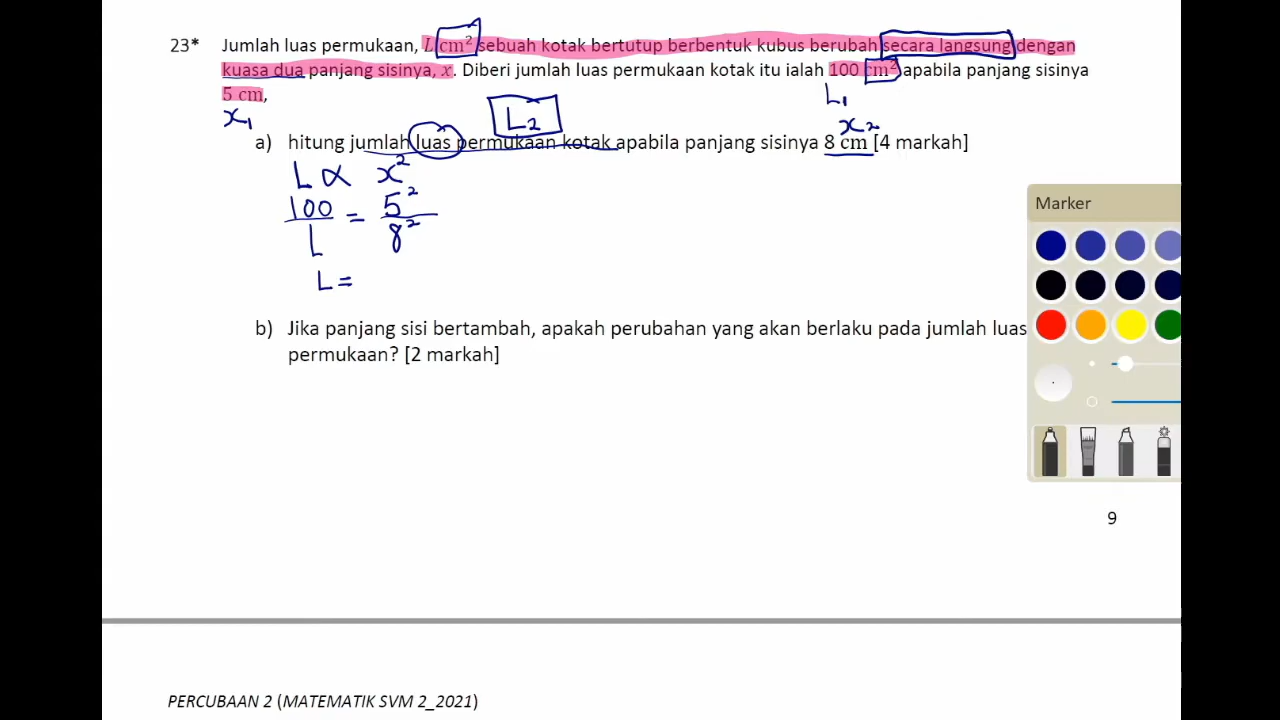 23* Jumlah luas permukaan, L cm² sebuah kotak bertutup berbentuk kubus berubah secara langsung dengan
kuasa dua panjang sisinya, x. Diberi jumlah luas permukaan kotak itu ialah 100 cm² apabila panjang sisinya
5 cm,
x₁
L₂
L₁
x₂
a) hitung jumlah luas permukaan kotak apabila panjang sisinya 8 cm [4 markah]
L ∝ x²
100/L = 5²/8²
L =
b) Jika panjang sisi bertambah, apakah perubahan yang akan berlaku pada jumlah luas
permukaan? [2 markah]
Marker
9
PERCUBAAN 2 (MATEMATIK SVM 2_2021)